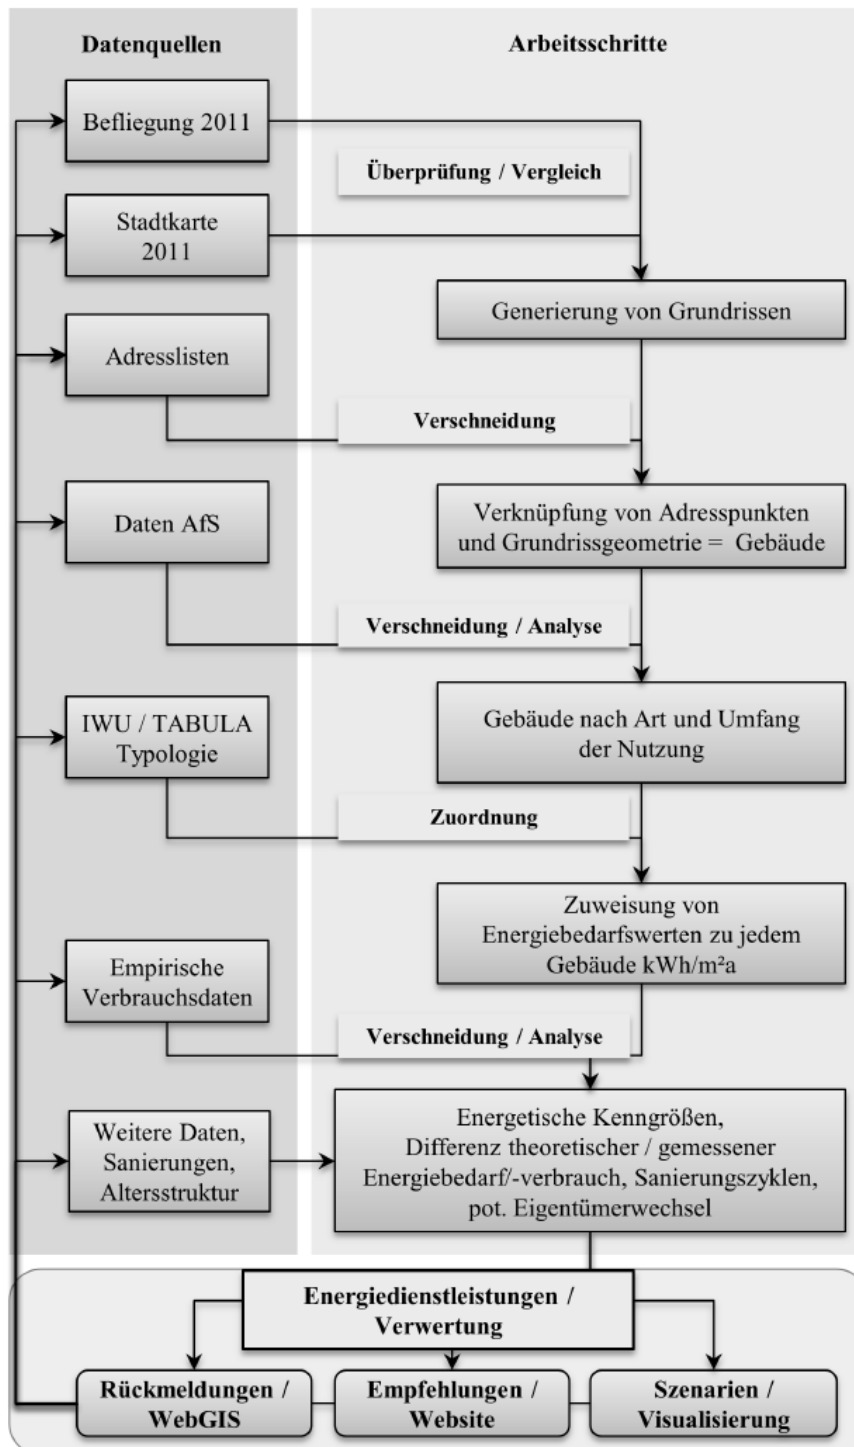 Datenquellen
Arbeitsschritte
Befliegung 2011
Überprüfung / Vergleich
Stadtkarte
2011
Generierung von Grundrissen
Adresslisten
Verschneidung
Daten AfS
Verknüpfung von Adresspunkten
und Grundrissgeometrie = Gebäude
Verschneidung / Analyse
IWU / TABULA
Typologie
Gebäude nach Art und Umfang
der Nutzung
Zuordnung
Zuweisung von
Energiebedarfswerten zu jedem
Gebäude kWh/m²a
Empirische
Verbrauchsdaten
Verschneidung / Analyse
Weitere Daten,
Sanierungen,
Altersstruktur
Energetische Kenngrößen,
Differenz theoretischer / gemessener
Energiebedarf/-verbrauch, Sanierungszyklen,
pot. Eigentümerwechsel
Energiedienstleistungen /
Verwertung
Rückmeldungen /
WebGIS
Empfehlungen /
Website
Szenarien /
Visualisierung